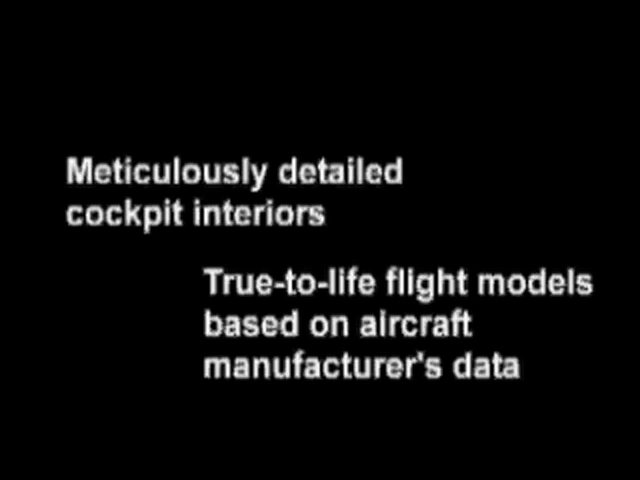 Meticulously detailed
cockpit interiors
True-to-life flight models
based on aircraft
manufacturer's data